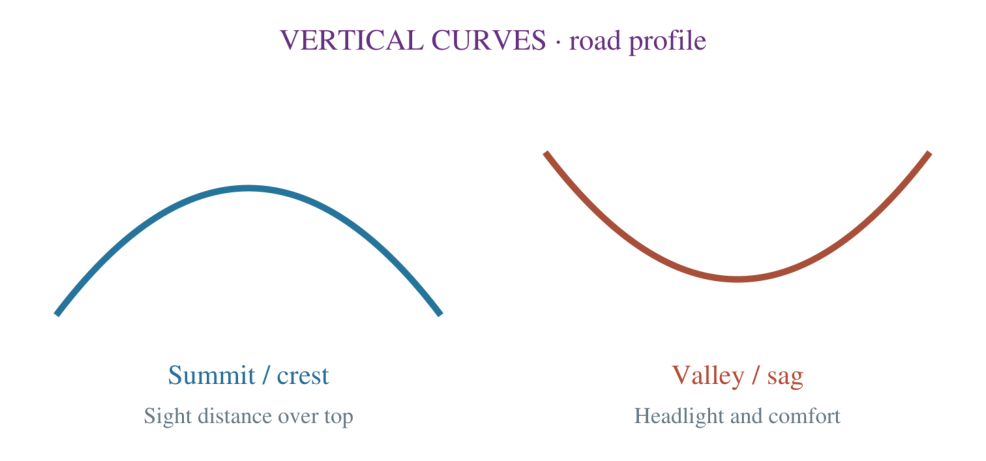 VERTICAL CURVES · road profile
Summit / crest
Sight distance over top
Valley / sag
Headlight and comfort